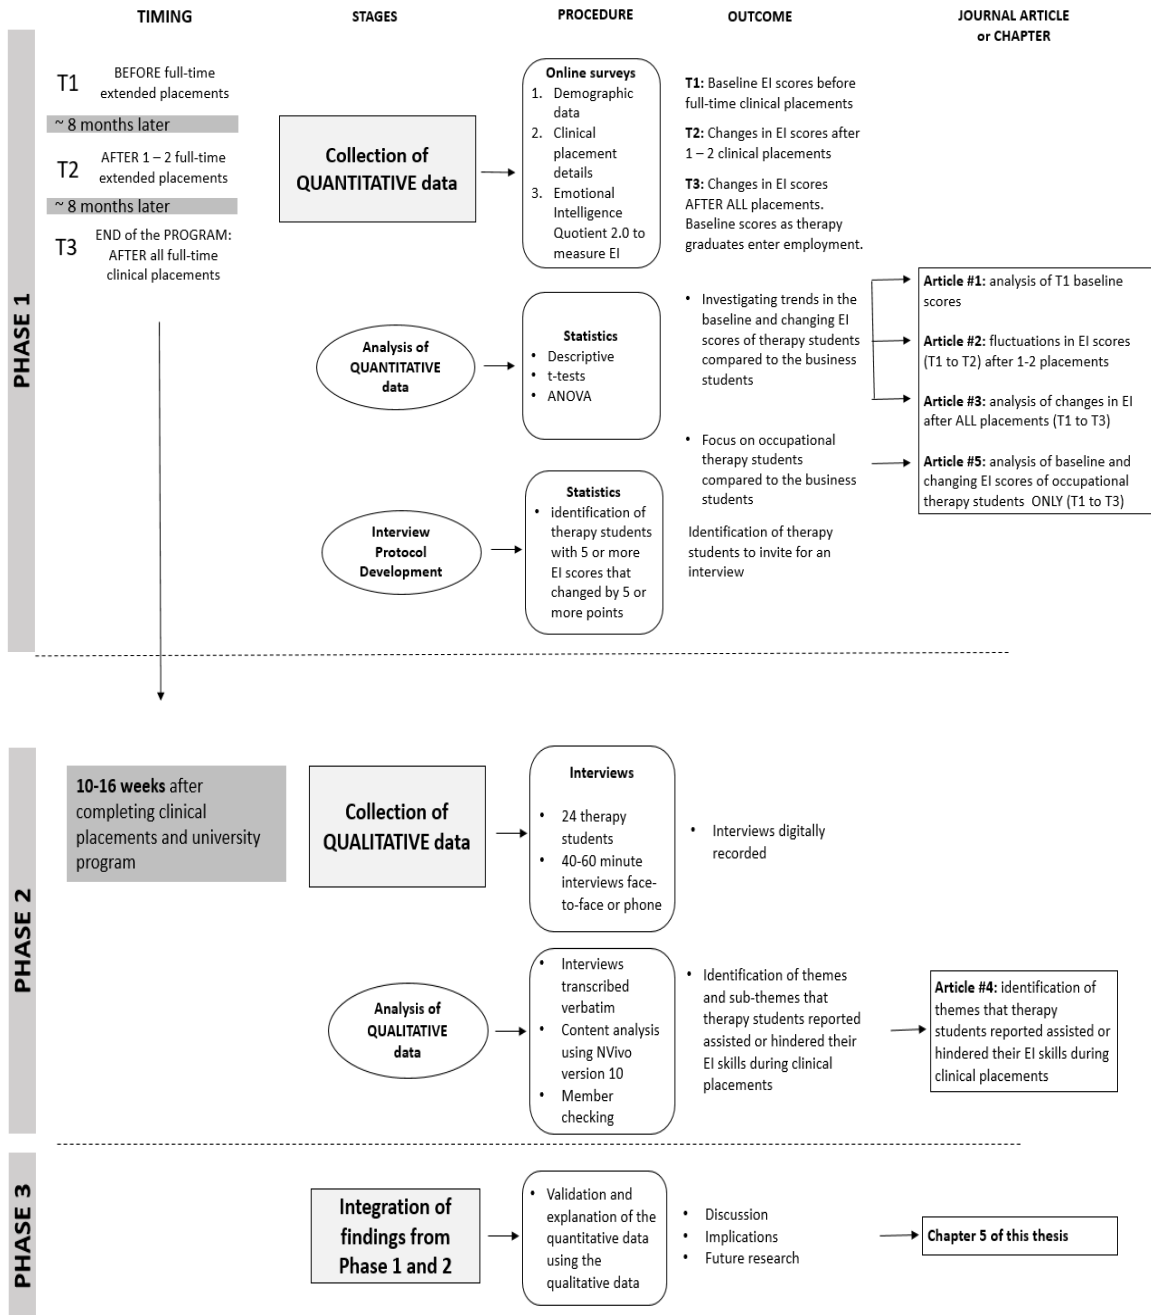 TIMING
STAGES
PROCEDURE
OUTCOME
JOURNAL ARTICLE
or CHAPTER
PHASE 1
T1
BEFORE full-time
extended placements
~ 8 months later
T2
AFTER 1 – 2 full-time
extended placements
~ 8 months later
T3
END of the PROGRAM:
AFTER all full-time
clinical placements
Collection of
QUANTITATIVE data
Online surveys
1. Demographic
data
2. Clinical
placement
details
3. Emotional
Intelligence
Quotient 2.0 to
measure EI
T1: Baseline EI scores before
full-time clinical placements
T2: Changes in EI scores after
1 – 2 clinical placements
T3: Changes in EI scores
AFTER ALL placements.
Baseline scores as therapy
graduates enter employment.
Analysis of
QUANTITATIVE
data
Statistics
• Descriptive
• t-tests
• ANOVA
• Investigating trends in the
baseline and changing EI
scores of therapy students
compared to the business
students
• Focus on occupational
therapy students
compared to the business
students
Article #1: analysis of T1 baseline
scores
Article #2: fluctuations in EI scores
(T1 to T2) after 1-2 placements
Article #3: analysis of changes in EI
after ALL placements (T1 to T3)
Article #5: analysis of baseline and
changing EI scores of occupational
therapy students ONLY (T1 to T3)
Interview
Protocol
Development
Statistics
• identification of
therapy students
with 5 or more
EI scores that
changed by 5 or
more points
Identification of therapy
students to invite for an
interview
PHASE 2
10-16 weeks after
completing clinical
placements and university
program
Collection of
QUALITATIVE data
Interviews
• 24 therapy
students
• 40-60 minute
interviews face-
to-face or phone
• Interviews digitally
recorded
Analysis of
QUALITATIVE
data
• Interviews
transcribed
verbatim
• Content analysis
using NVivo
version 10
• Member
checking
• Identification of themes
and sub-themes that
therapy students reported
assisted or hindered their
EI skills during clinical
placements
Article #4: identification of
themes that therapy
students reported assisted or
hindered their EI skills during
clinical placements
PHASE 3
Integration of
findings from
Phase 1 and 2
• Validation and
explanation of the
quantitative data
using the
qualitative data
• Discussion
• Implications
• Future research
Chapter 5 of this thesis